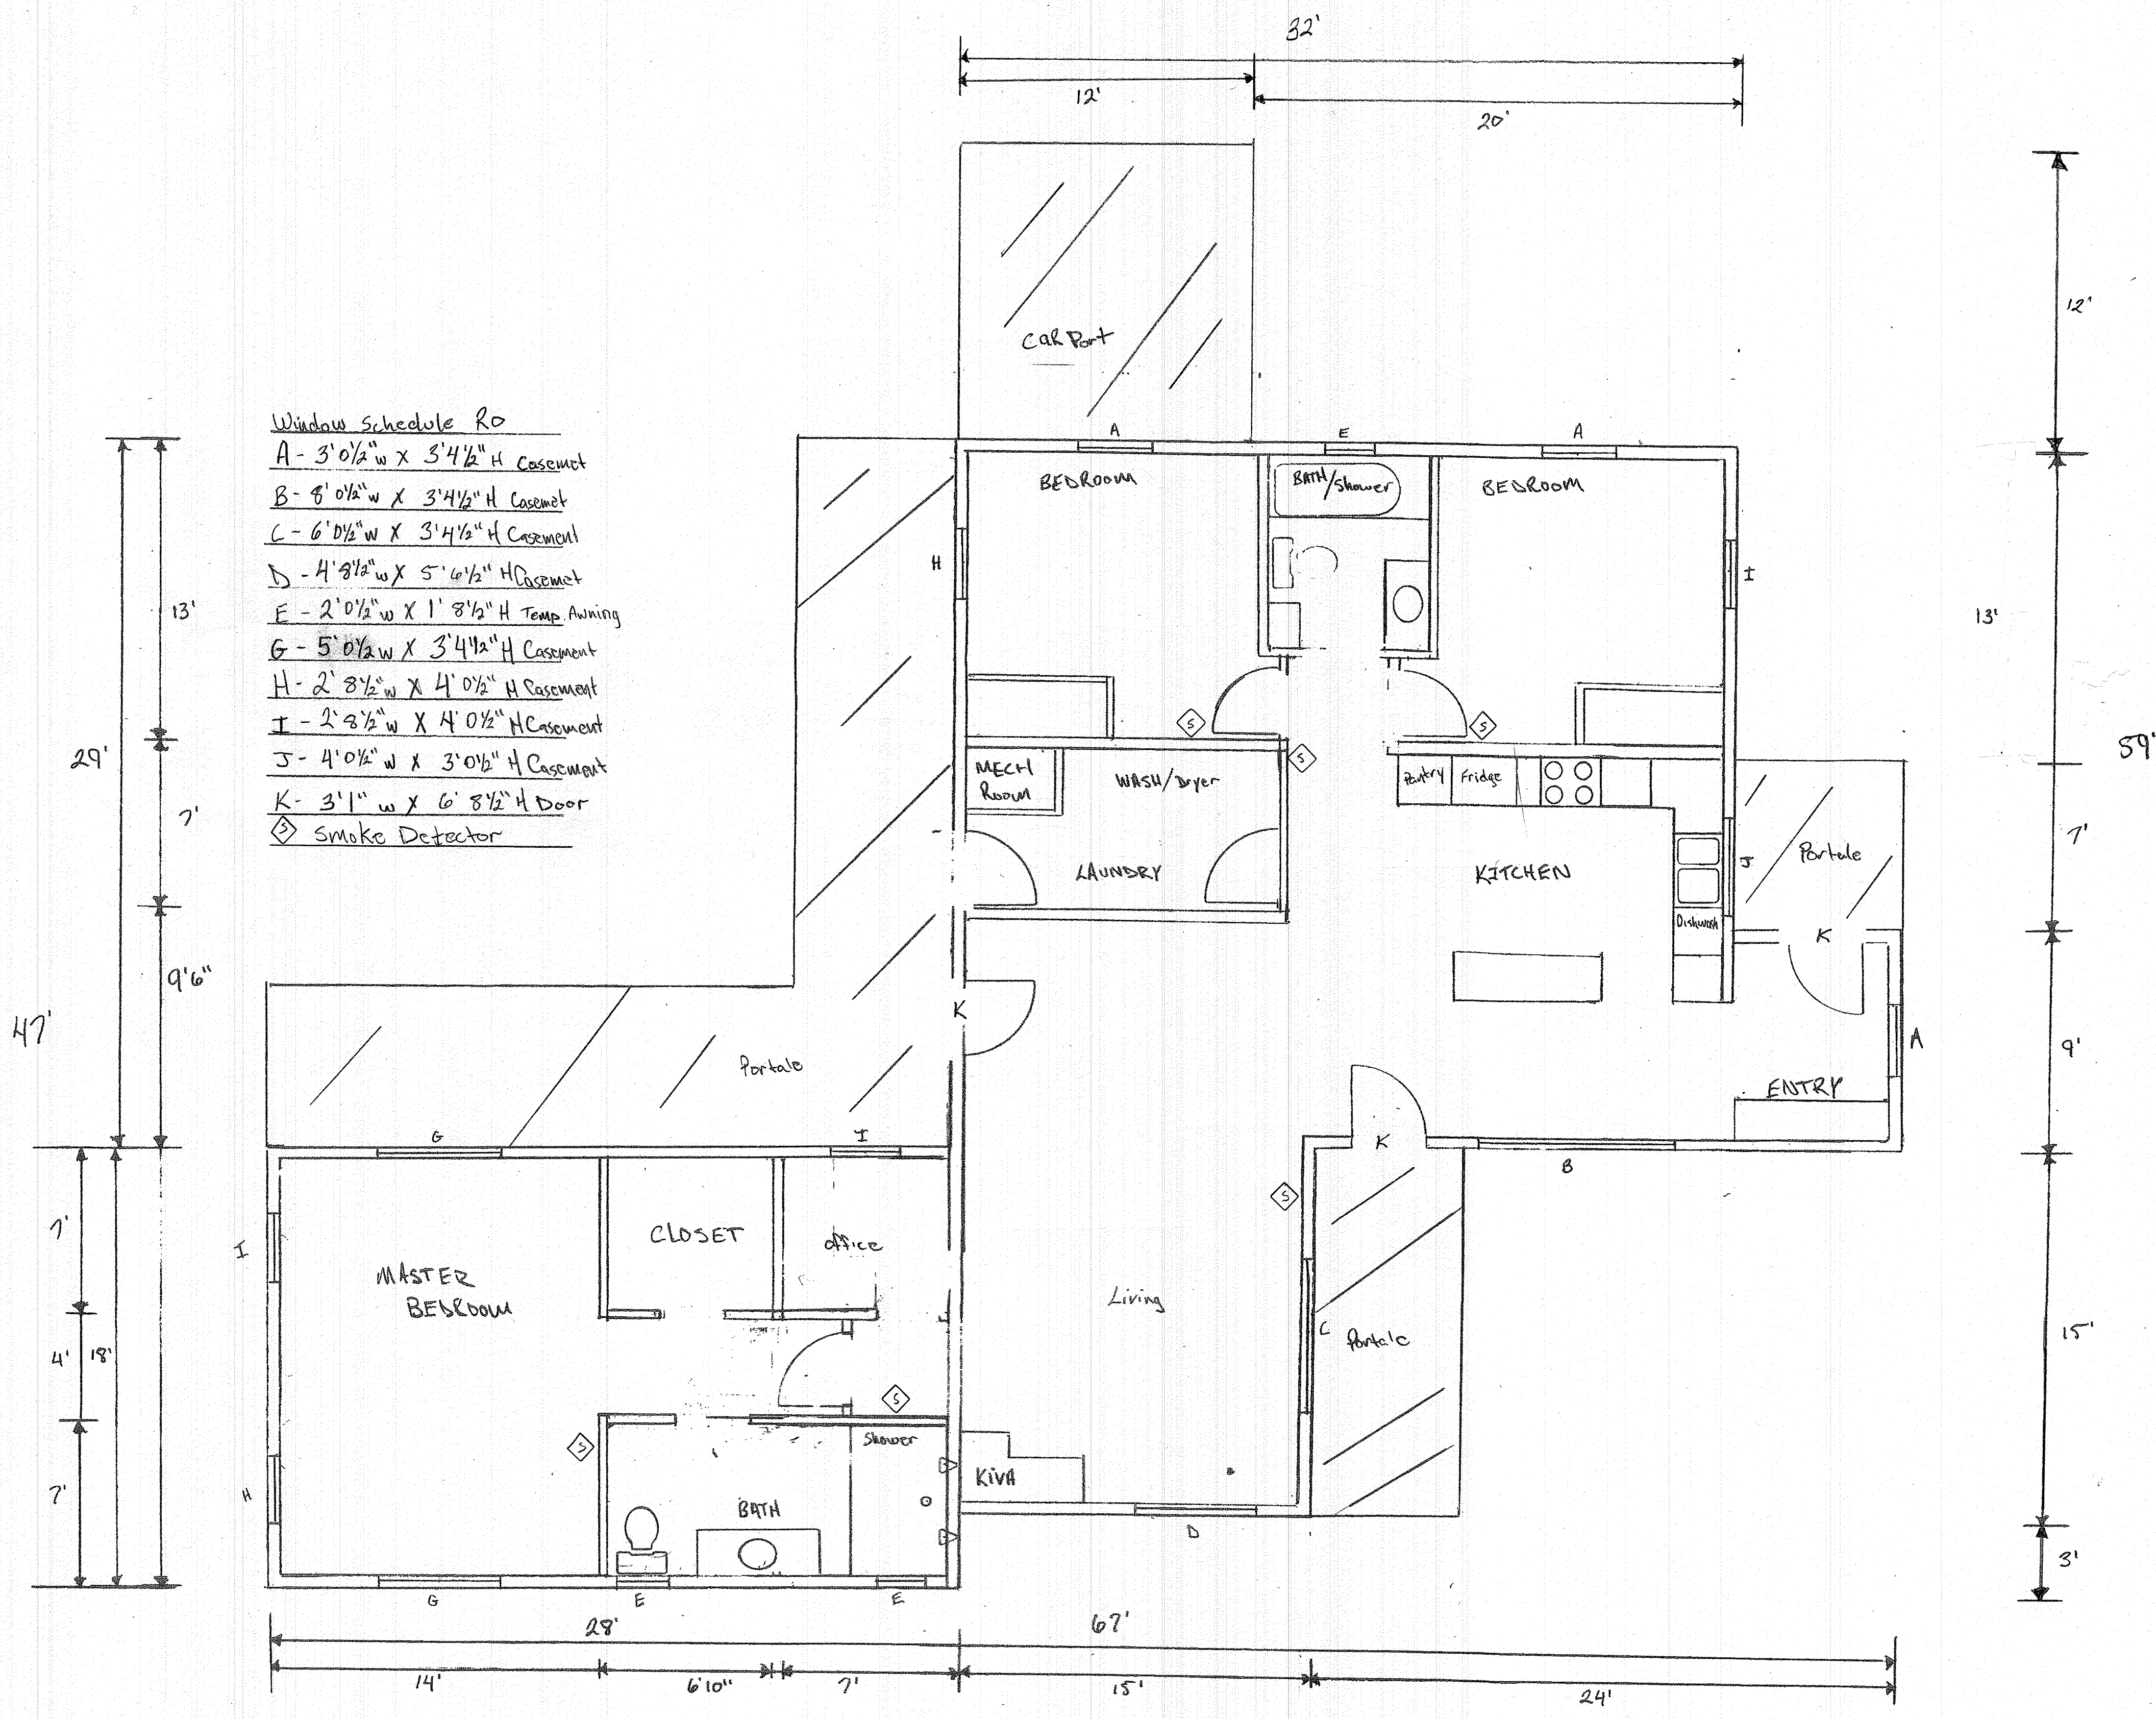 32'
12'
20'
Car Port
12'
Window Schedule RO
A - 3' 0½" w X 3' 4½" H Casemet
B - 8' 0½" w X 3' 4½" H Casemet
C - 6' 0½" w X 3' 4½" H Casement
D - 4' 8½" w X 5' 6½" H Casemet
E - 2' 0½" w X 1' 8½" H Temp. Awning
G - 5' 0½ w X 3' 4½" H Casement
H - 2' 8½" w X 4' 0½" H Casement
I - 2' 8½" w X 4' 0½" H Casement
J - 4' 0½" w X 3' 0½" H Casement
K - 3' 1" w X 6' 8½" H Door
S Smoke Detector
A
E
A
BEDROOM
BATH/Shower
BEDROOM
H
I
13'
13'
S
S
S
29'
59'
MECH
ROOM
WASH/Dryer
Pantry
Fridge
7'
7'
J
Portale
LAUNDRY
KITCHEN
Dishwash
K
9'6"
47'
K
A
9'
Portale
ENTRY
G
I
K
B
S
7'
I
CLOSET
office
MASTER
BEDROOM
Living
C
Portale
15'
4'
18'
S
S
Shower
7'
H
KIVA
BATH
D
3'
G
E
E
28'
67'
14'
6'10"
7'
15'
24'